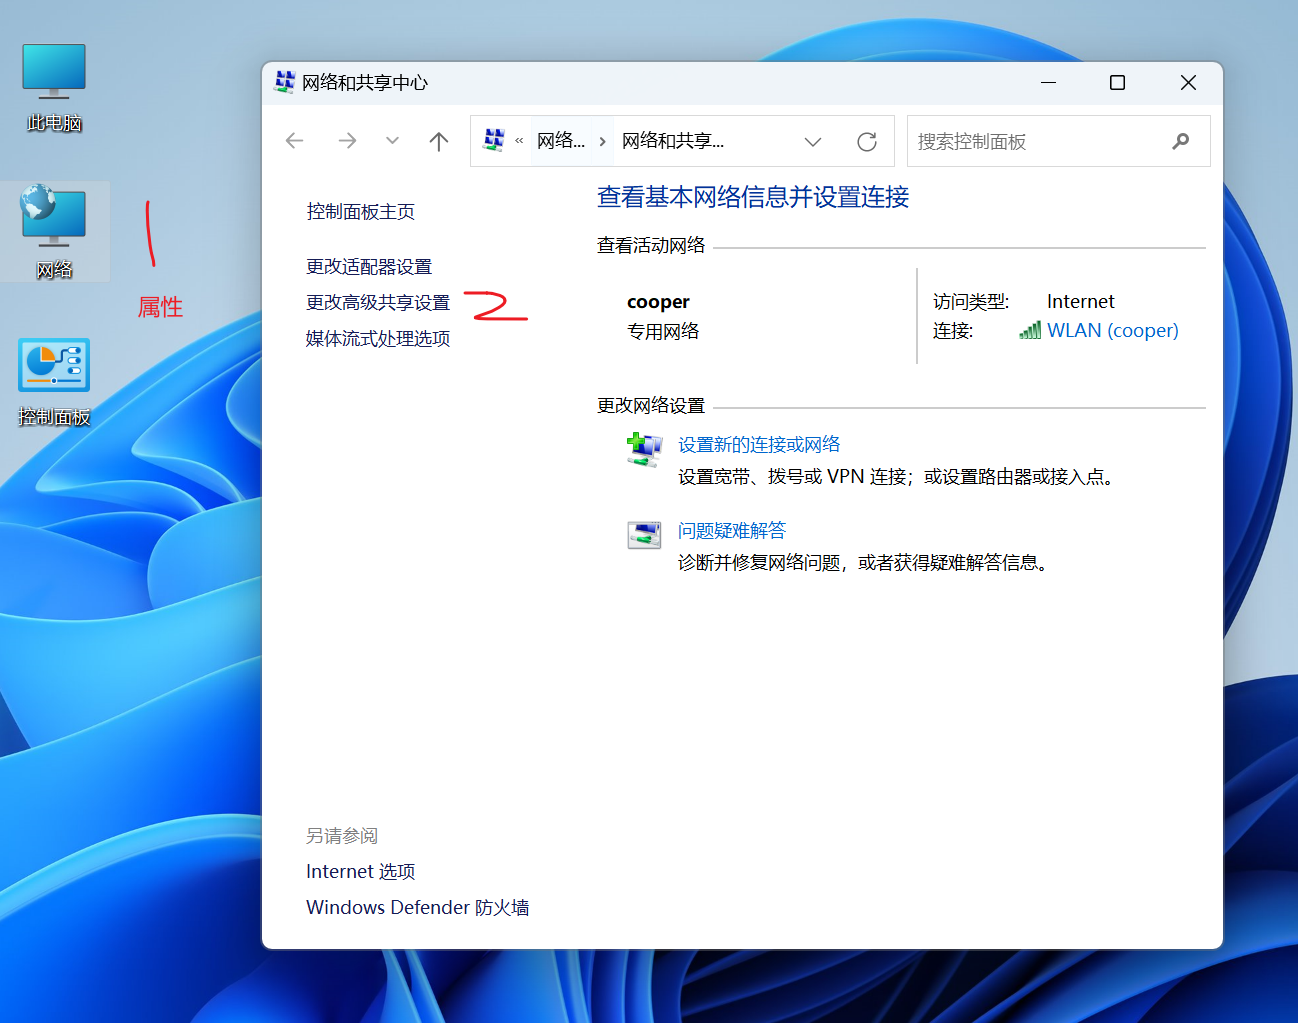 此电脑
网络
控制面板
1
属性
网络和共享中心
« 网络... › 网络和共享...
搜索控制面板
控制面板主页
更改适配器设置
更改高级共享设置
2
媒体流式处理选项
查看基本网络信息并设置连接
查看活动网络
cooper
专用网络
访问类型: Internet
连接: WLAN (cooper)
更改网络设置
设置新的连接或网络
设置宽带、拨号或 VPN 连接；或设置路由器或接入点。
问题疑难解答
诊断并修复网络问题，或者获得疑难解答信息。
另请参阅
Internet 选项
Windows Defender 防火墙